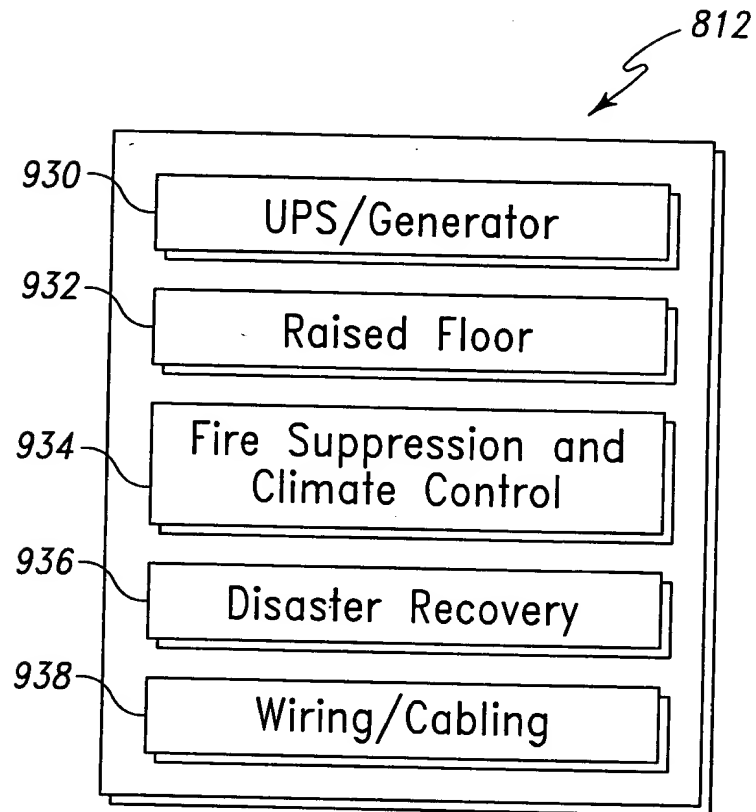 812
930
UPS/Generator
932
Raised Floor
934
Fire Suppression and
Climate Control
936
Disaster Recovery
938
Wiring/Cabling